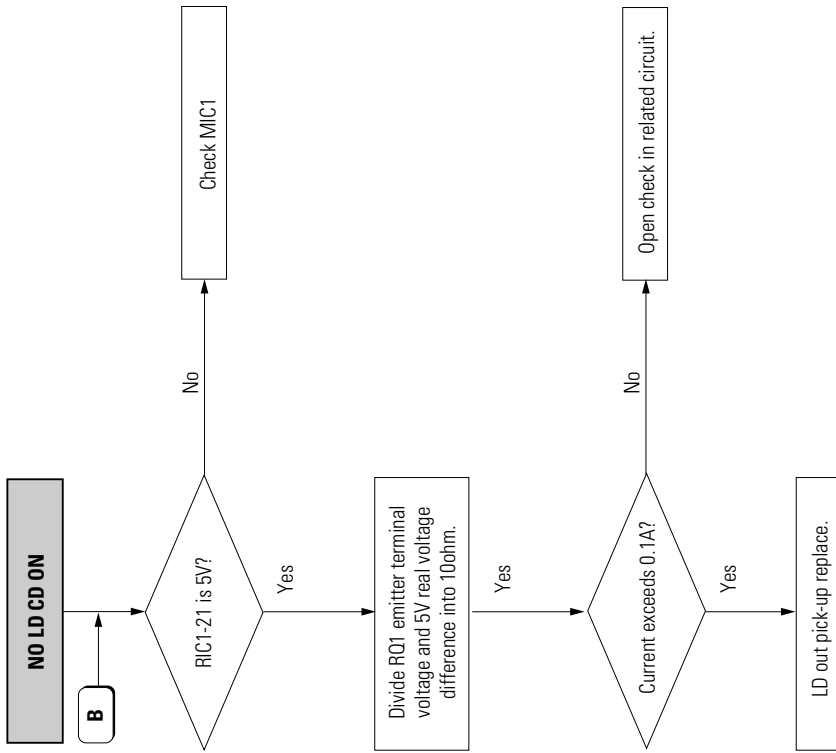 NO LD CD ON
B
RIC1-21 is 5V?
No
Check MIC1
Yes
Divide RQ1 emitter terminal
voltage and 5V real voltage
difference into 10ohm.
Yes
Current exceeds 0.1A?
No
Open check in related circuit.
Yes
LD out pick-up replace.